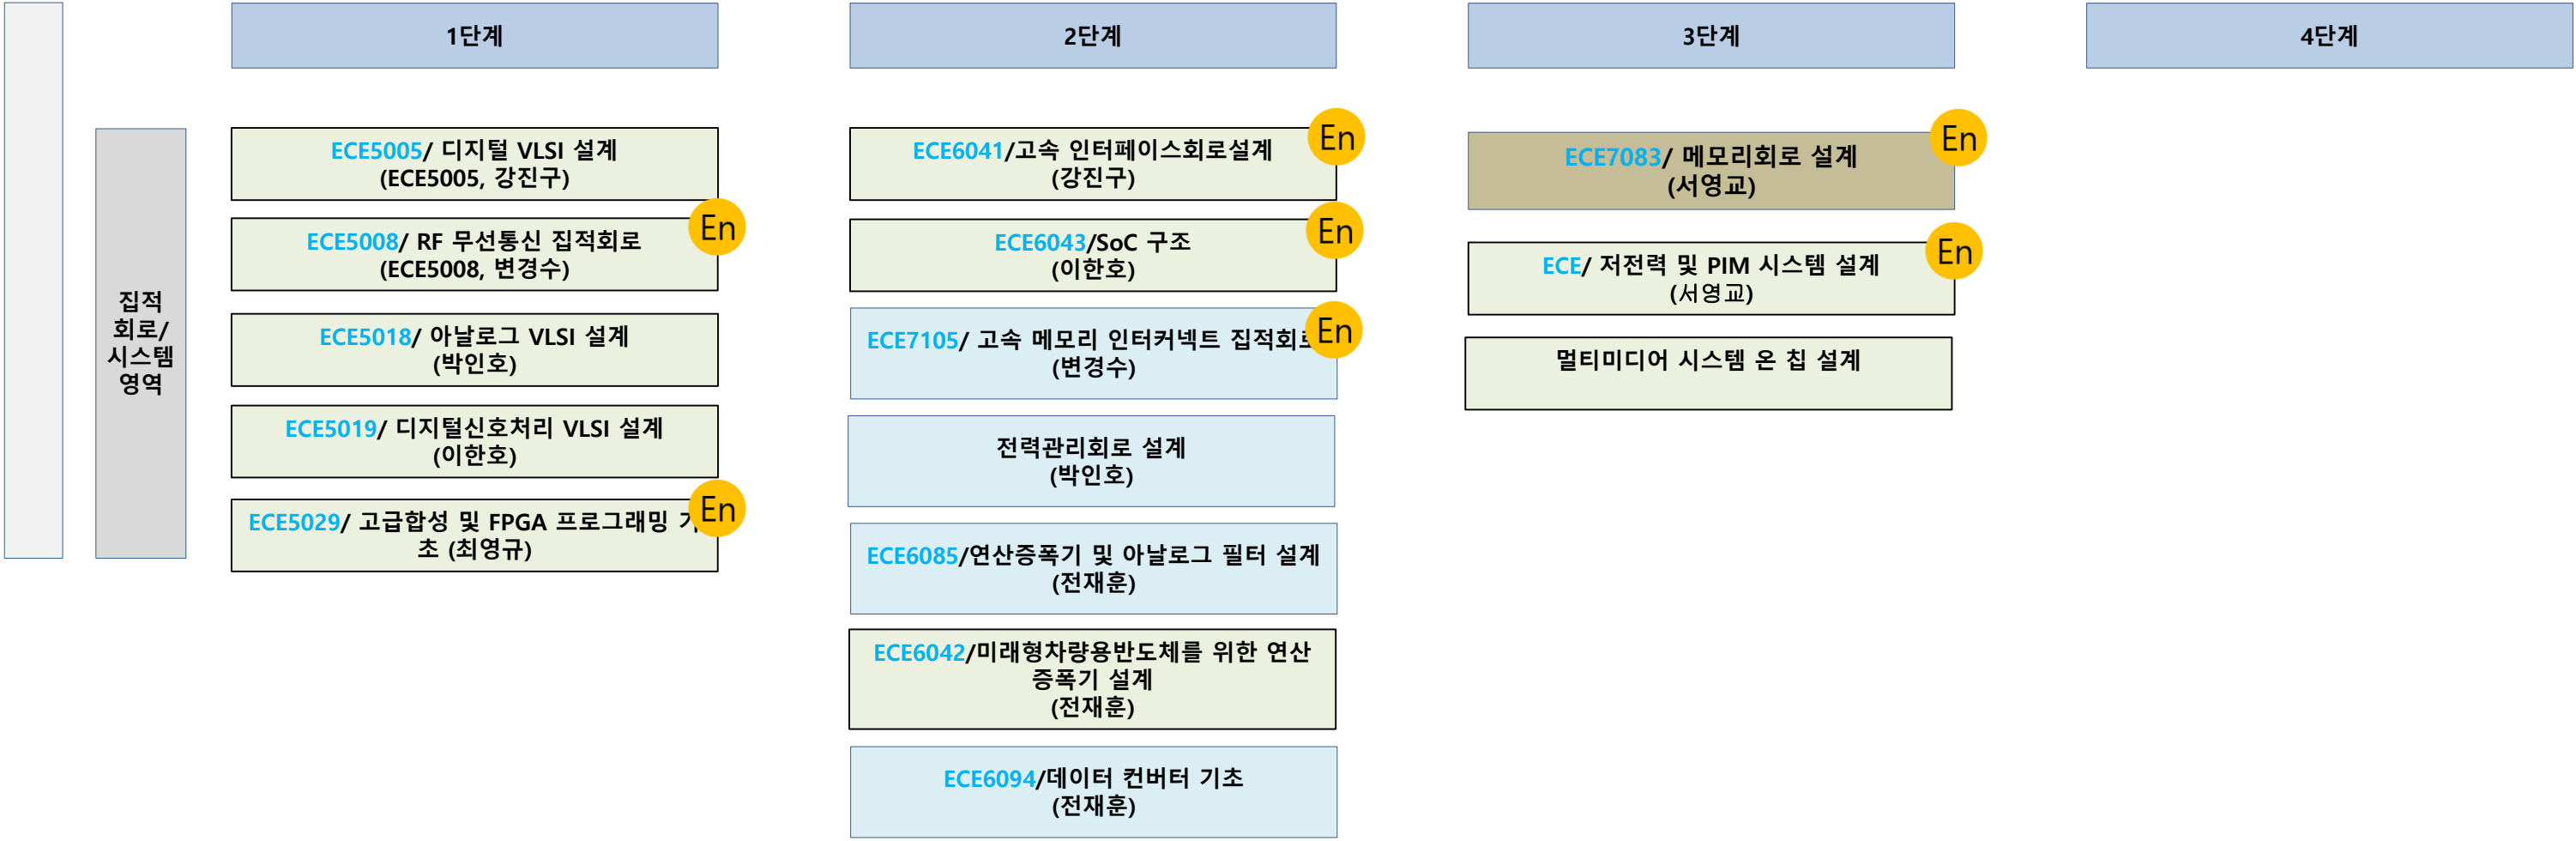 1단계
2단계
3단계
4단계
집적
회로/
시스템
영역
ECE5005/ 디지털 VLSI 설계
(ECE5005, 강진구)
En
ECE5008/ RF 무선통신 집적회로
(ECE5008, 변경수)
ECE5018/ 아날로그 VLSI 설계
(박인호)
ECE5019/ 디지털신호처리 VLSI 설계
(이한호)
En
ECE5029/ 고급합성 및 FPGA 프로그래밍
초 (최영규)
En
ECE6041/고속 인터페이스회로설계
(강진구)
En
ECE6043/SoC 구조
(이한호)
En
ECE7105/ 고속 메모리 인터커넥트 집적회로
(변경수)
전력관리회로 설계
(박인호)
ECE6085/연산증폭기 및 아날로그 필터 설계
(전재훈)
ECE6042/미래형차량용반도체를 위한 연산
증폭기 설계
(전재훈)
ECE6094/데이터 컨버터 기초
(전재훈)
En
ECE7083/ 메모리회로 설계
(서영교)
En
ECE/ 저전력 및 PIM 시스템 설계
(서영교)
멀티미디어 시스템 온 칩 설계